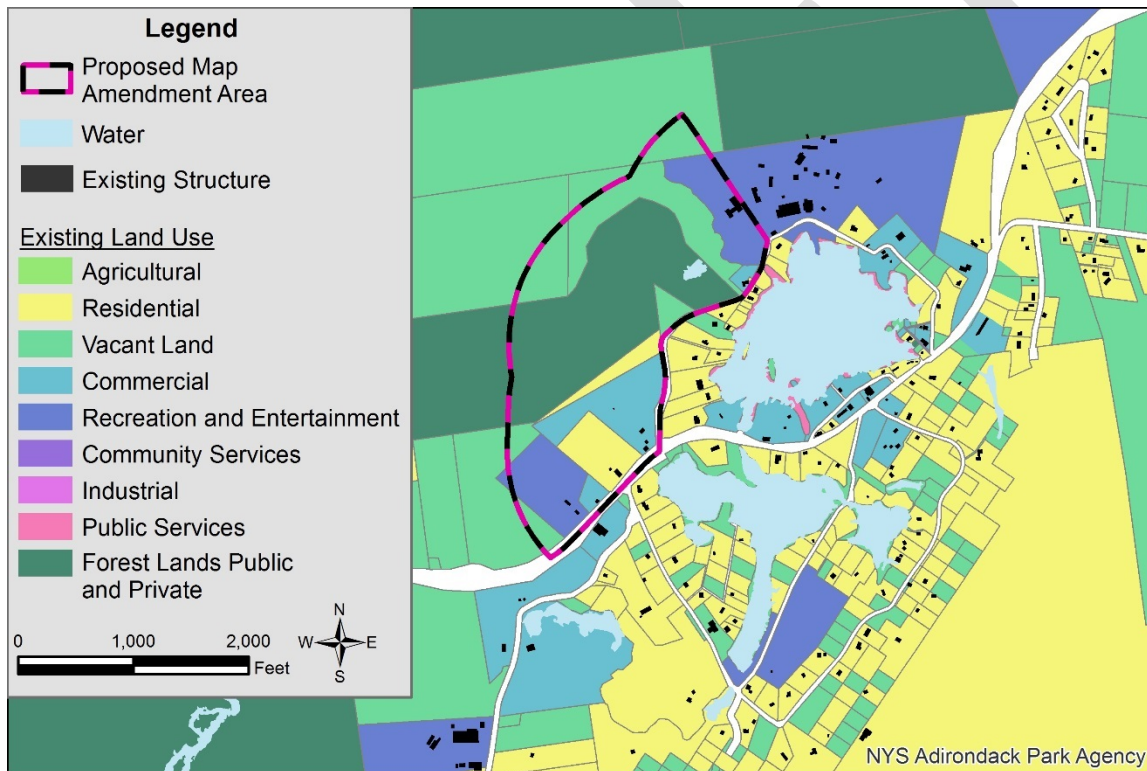 Legend
Proposed Map
Amendment Area
Water
Existing Structure
Existing Land Use
Agricultural
Residential
Vacant Land
Commercial
Recreation and Entertainment
Community Services
Industrial
Public Services
Forest Lands Public
and Private
N
W E
S
0 1,000 2,000
Feet
NYS Adirondack Park Agency